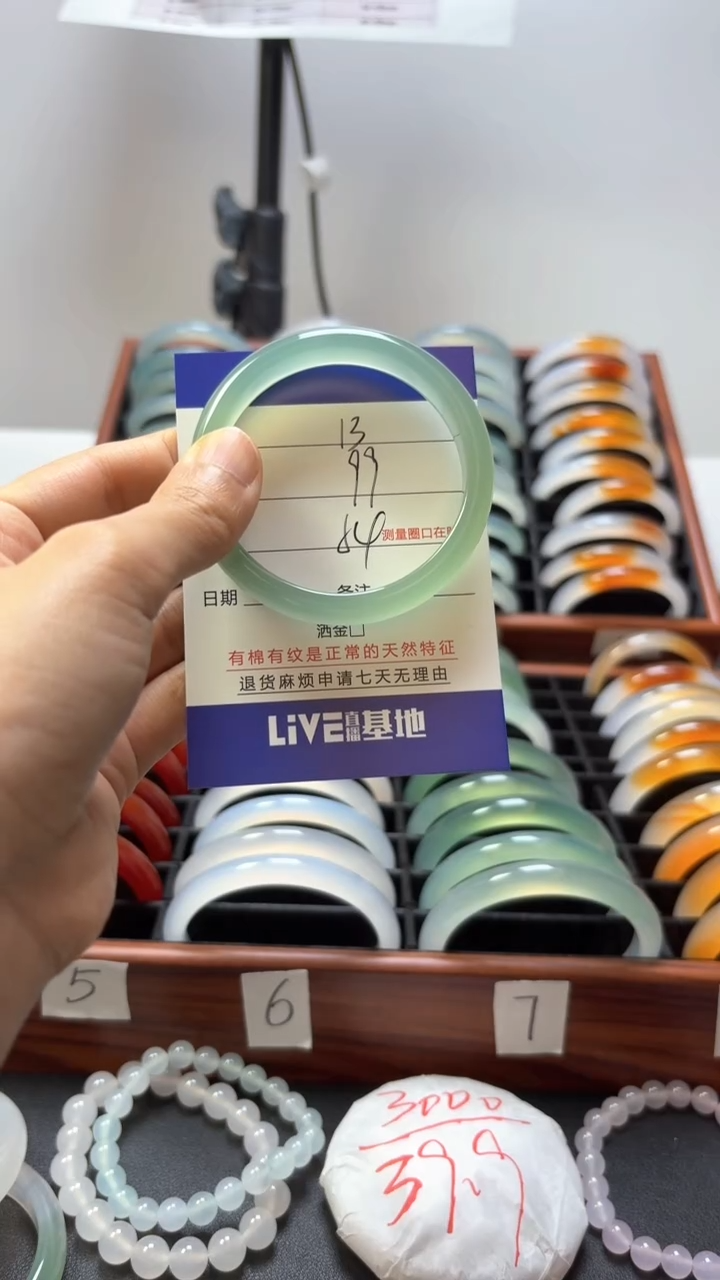 13
99
84
测量圈口在
日期
备注
洒金□
有棉有纹是正常的天然特征
退货麻烦申请七天无理由
LiVE直播基地
5
6
7
3000
39.9